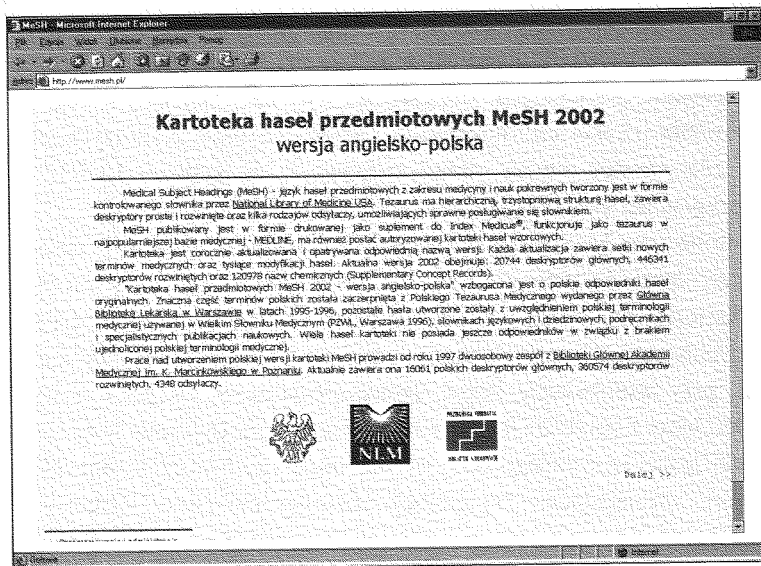 MeSH - Microsoft Internet Explorer
http://www.mesh.pl/
Kartoteka haseł przedmiotowych MeSH 2002
wersja angielsko-polska
Medical Subject Headings (MeSH) - język haseł przedmiotowych z zakresu medycyny i nauk pokrewnych tworzony jest w formie
kontrolowanego słownika przez National Library of Medicine USA. Tezaurus ma hierarchiczną, trzystopniową strukturę haseł, zawiera
deskryptory proste i rozwinięte oraz kilka rodzajów odsyłaczy, umożliwiających sprawne posługiwanie się słownikiem.
MeSH publikowany jest w formie drukowanej jako suplement do Index Medicus®, funkcjonuje jako tezaurus w
najpopularniejszej bazie medycznej - MEDLINE, ma również postać autoryzowanej kartoteki haseł wzorcowych.
Kartoteka jest corocznie aktualizowana i opatrywana odpowiednią nazwą wersji. Każda aktualizacja zawiera setki nowych
terminów medycznych oraz tysiące modyfikacji haseł. Aktualna wersja 2002 obejmuje: 20744 deskryptorów głównych, 446341
deskryptorów rozwiniętych oraz 120978 nazw chemicznych (Supplementary Concept Records).
"Kartoteka haseł przedmiotowych MeSH 2002 - wersja angielsko-polska" wzbogacona jest o polskie odpowiedniki haseł
oryginalnych. Znaczna część terminów polskich została zaczerpnięta z Polskiego Tezaurusa Medycznego wydanego przez Główną
Bibliotekę Lekarską w Warszawie w latach 1995-1996, pozostałe hasła utworzone zostały z uwzględnieniem polskiej terminologii
medycznej używanej w Wielkim Słowniku Medycznym (PZWL, Warszawa 1996), słownikach językowych i dziedzinowych, podręcznikach
i specjalistycznych publikacjach naukowych. Wiele haseł kartoteki nie posiada jeszcze odpowiedników w związku z brakiem
ujednoliconej polskiej terminologii medycznej.
Prace nad utworzeniem polskiej wersji kartoteki MeSH prowadzi od roku 1997 dwuosobowy zespół z Biblioteki Głównej Akademii
Medycznej im. K. Marcinkowskiego w Poznaniu. Aktualnie zawiera ona 16061 polskich deskryptorów głównych, 360574 deskryptorów
rozwiniętych, 4348 odsyłaczy.
NLM
POZNAŃSKA FUNDACJA
BIBLIOTEK NAUKOWYCH
Dalej >>
Internet